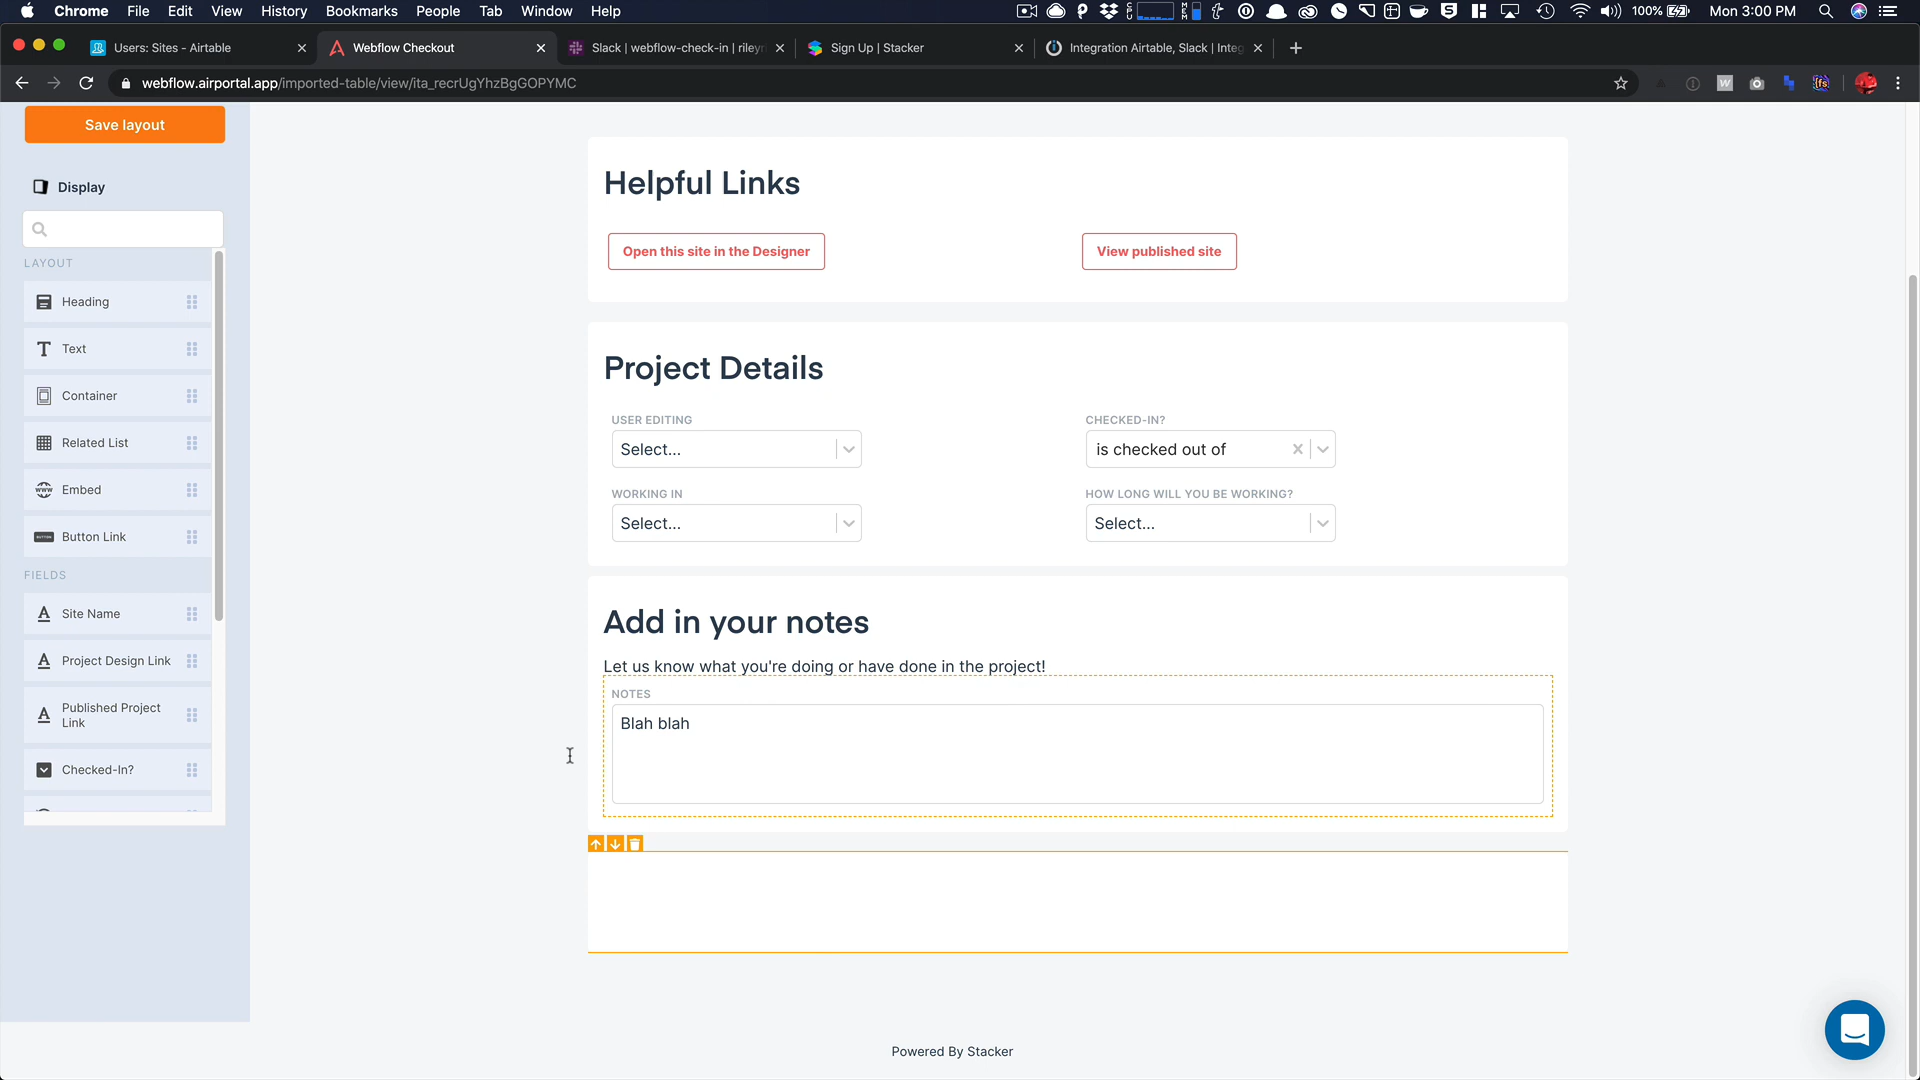 Chrome File Edit View History Bookmarks People Tab Window Help
100% Mon 3:00 PM
Users: Sites - Airtable
Webflow Checkout
Slack | webflow-check-in | riley
Sign Up | Stacker
Integration Airtable, Slack | Integ
webflow.airportal.app/imported-table/view/ita_recrUgYhzBgGOPYMC
Save layout
Display
LAYOUT
Heading
Text
Container
Related List
Embed
Button Link
FIELDS
Site Name
Project Design Link
Published Project
Link
Checked-In?
Helpful Links
Open this site in the Designer
View published site
Project Details
USER EDITING
Select...
CHECKED-IN?
is checked out of
WORKING IN
Select...
HOW LONG WILL YOU BE WORKING?
Select...
Add in your notes
Let us know what you're doing or have done in the project!
NOTES
Blah blah
Powered By Stacker